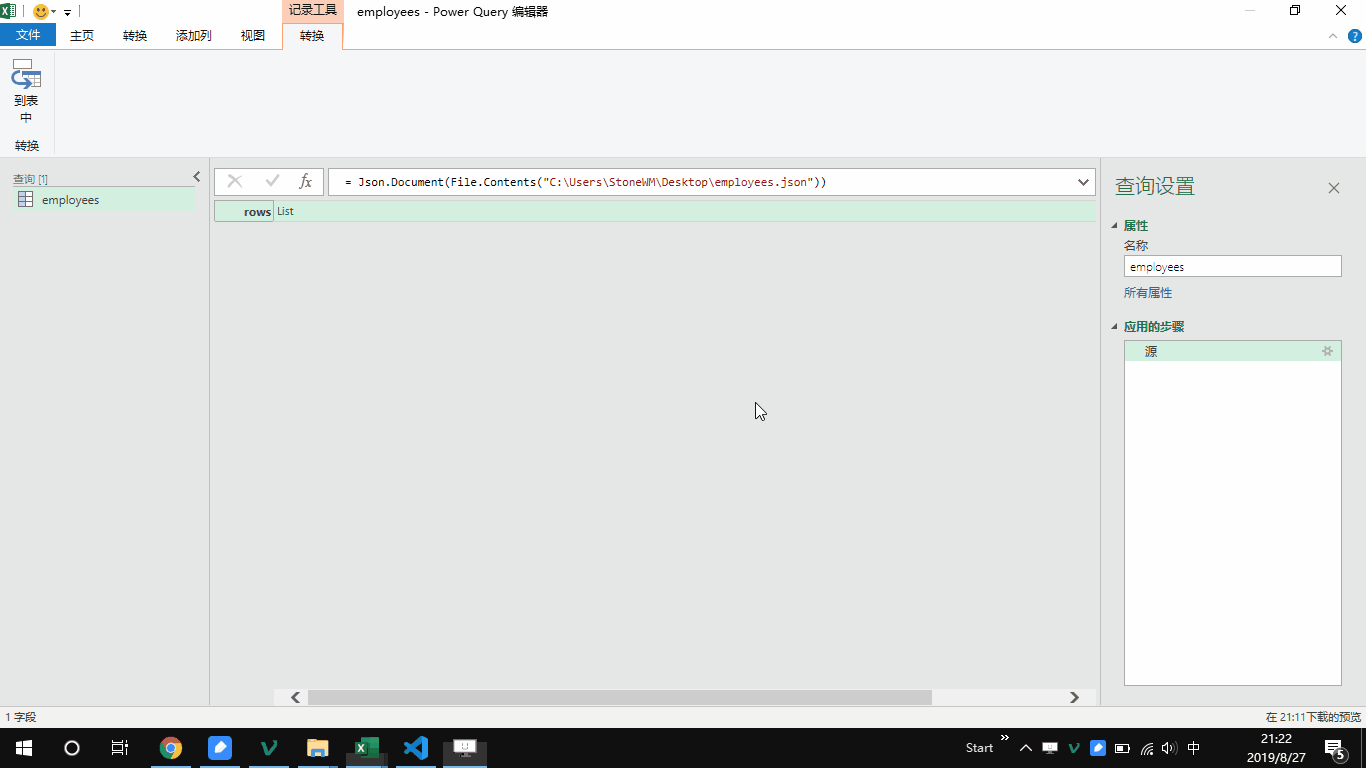 记录工具
employees - Power Query 编辑器
文件
主页
转换
添加列
视图
转换
到表
中
转换
查询 [1]
employees
fx
= Json.Document(File.Contents("C:\Users\StoneWM\Desktop\employees.json"))
rows
List
查询设置
属性
名称
employees
所有属性
应用的步骤
源
1 字段
在 21:11下载的预览
Start
中
21:22
2019/8/27
5